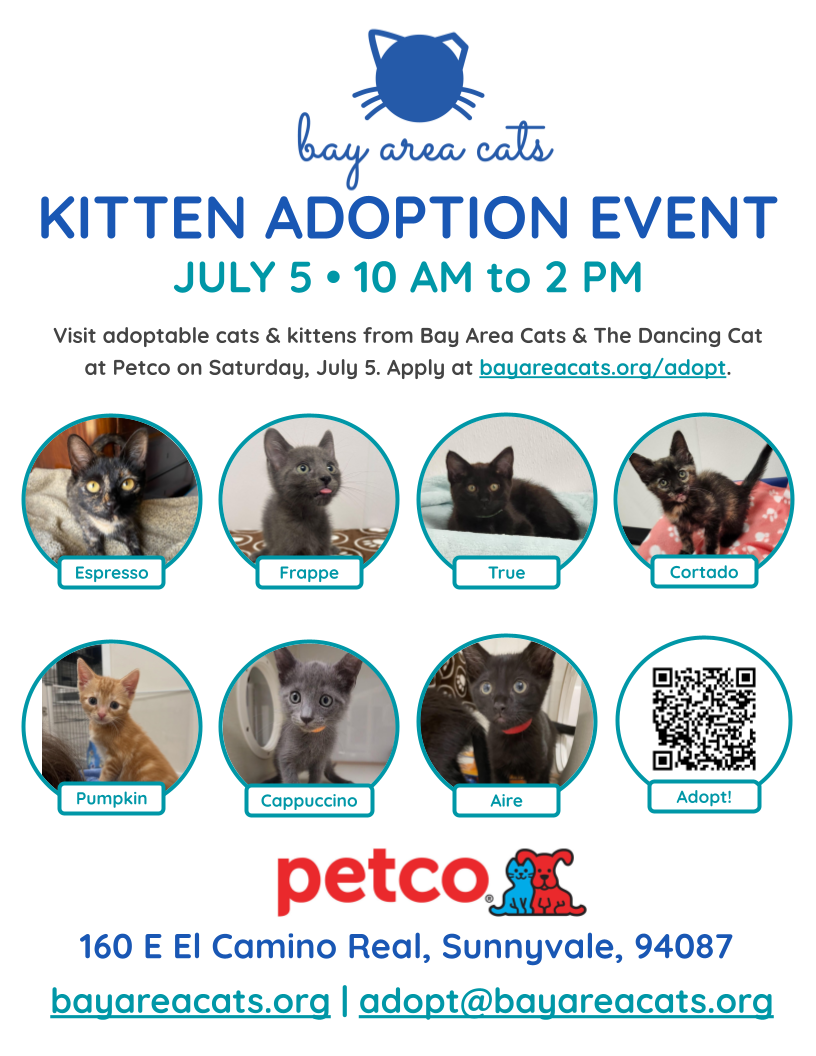 bay area cats
KITTEN ADOPTION EVENT
JULY 5 • 10 AM to 2 PM
Visit adoptable cats & kittens from Bay Area Cats & The Dancing Cat
at Petco on Saturday, July 5. Apply at bayareacats.org/adopt.
Espresso
Frappe
True
Cortado
Pumpkin
Cappuccino
Aire
Adopt!
petco®
160 E El Camino Real, Sunnyvale, 94087
bayareacats.org | adopt@bayareacats.org